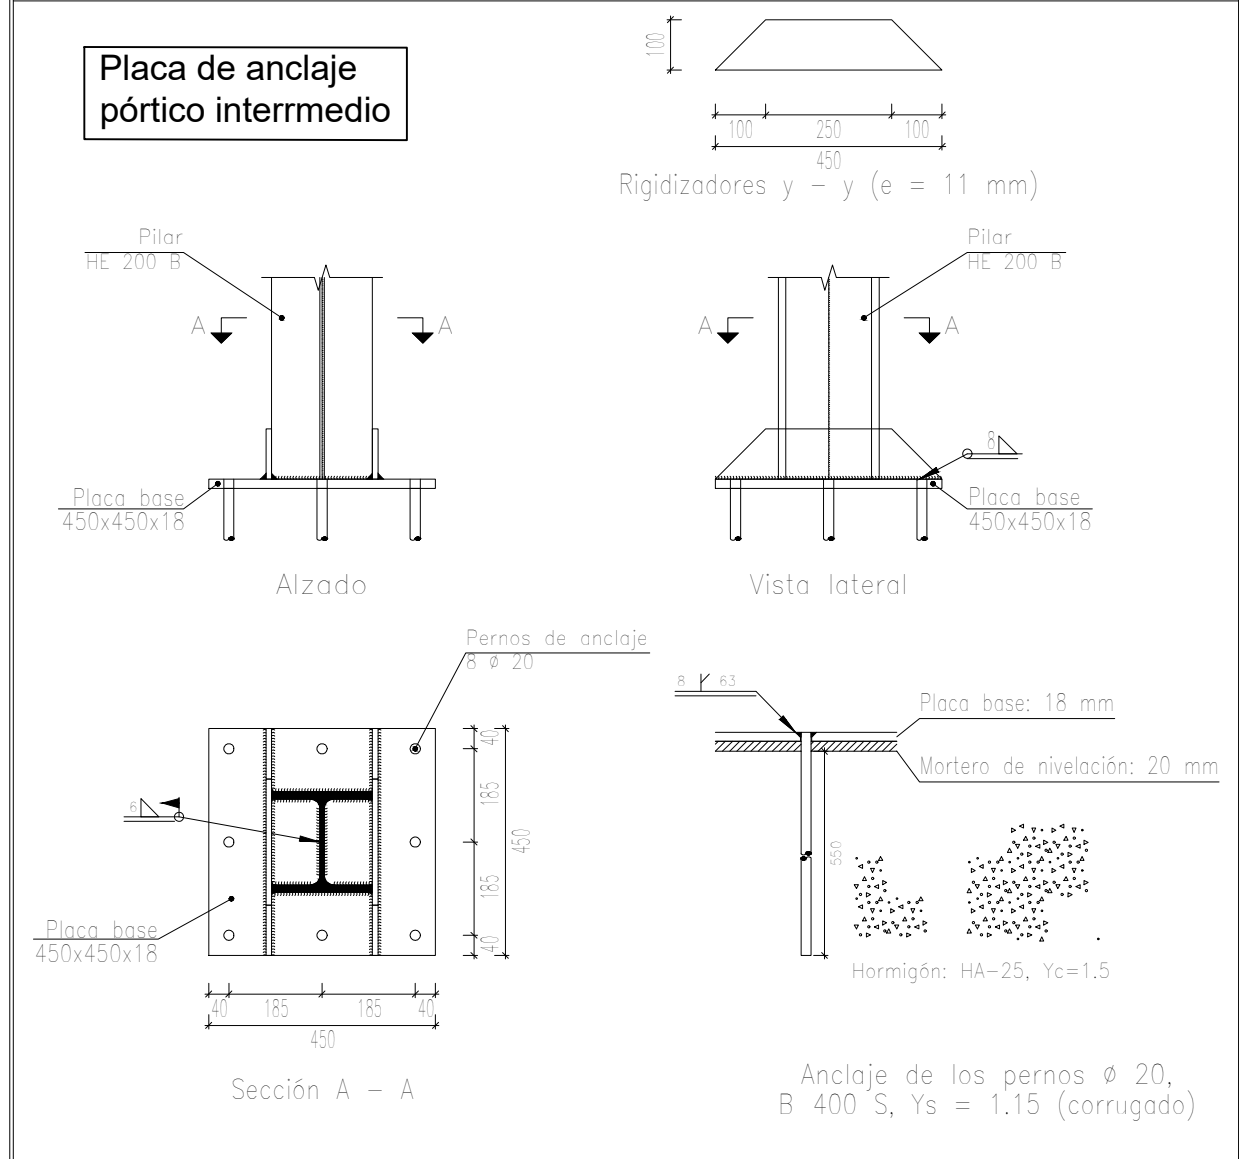 Placa de anclaje
pórtico interrmedio
100
100 250 100
450
Rigidizadores y - y (e = 11 mm)
Pilar
HE 200 B
A A
Placa base
450x450x18
Alzado
Pilar
HE 200 B
A A
8
Placa base
450x450x18
Vista lateral
Pernos de anclaje
8 ø 20
6
Placa base
450x450x18
40
185
185
40
450
40 185 185 40
450
Sección A - A
8 63
Placa base: 18 mm
Mortero de nivelación: 20 mm
550
Hormigón: HA-25, Yc=1.5
Anclaje de los pernos ø 20,
B 400 S, Ys = 1.15 (corrugado)